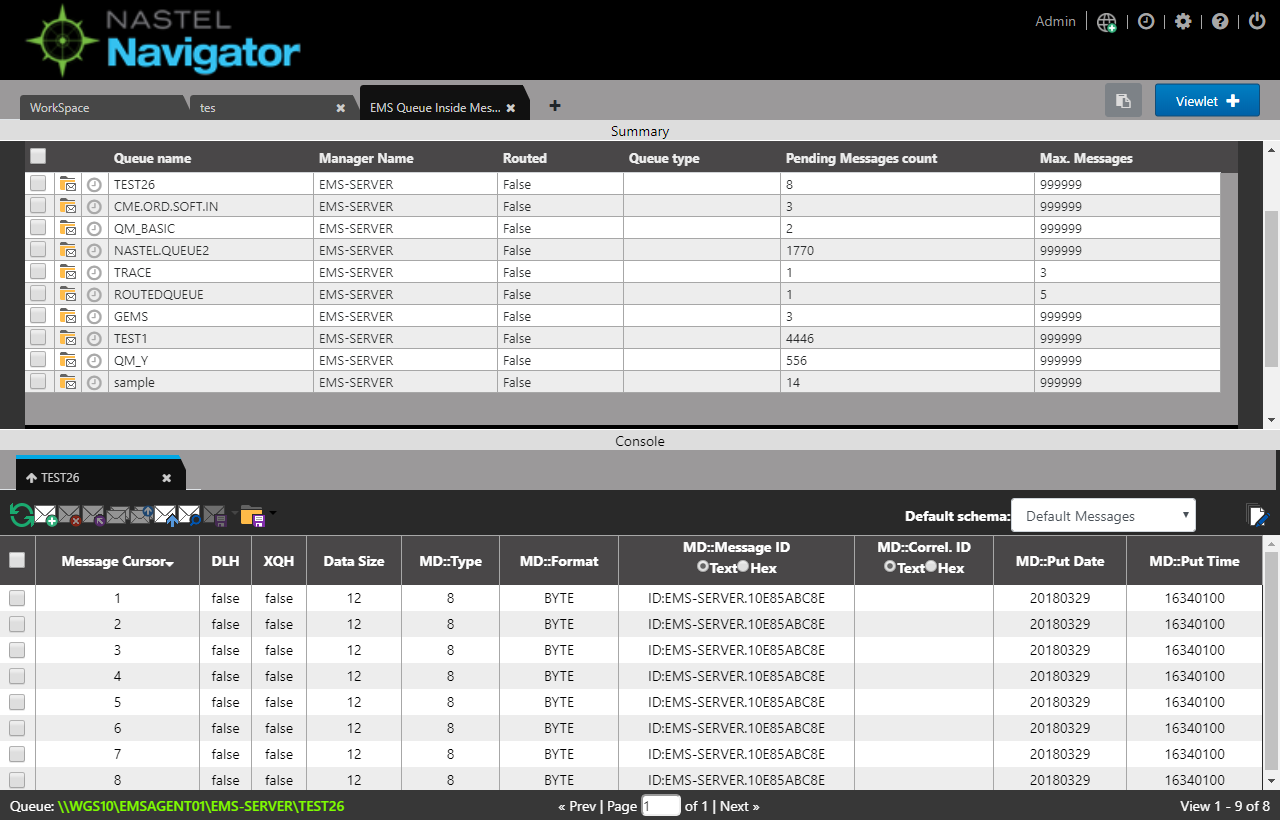 NASTEL
Navigator
Admin
WorkSpace tes EMS Queue Inside Mes... Viewlet
Summary
Queue name Manager Name Routed Queue type Pending Messages count Max. Messages
TEST26 EMS-SERVER False 8 999999
CME.ORD.SOFT.IN EMS-SERVER False 3 999999
QM_BASIC EMS-SERVER False 2 999999
NASTEL.QUEUE2 EMS-SERVER False 1770 999999
TRACE EMS-SERVER False 1 3
ROUTEDQUEUE EMS-SERVER False 1 5
GEMS EMS-SERVER False 3 999999
TEST1 EMS-SERVER False 4446 999999
QM_Y EMS-SERVER False 556 999999
sample EMS-SERVER False 14 999999
Console
TEST26
Default schema: Default Messages
Message Cursor DLH XQH Data Size MD::Type MD::Format MD::Message ID Text Hex MD::Correl. ID Text Hex MD::Put Date MD::Put Time
1 false false 12 8 BYTE ID:EMS-SERVER.10E85ABC8E 20180329 16340100
2 false false 12 8 BYTE ID:EMS-SERVER.10E85ABC8E 20180329 16340100
3 false false 12 8 BYTE ID:EMS-SERVER.10E85ABC8E 20180329 16340100
4 false false 12 8 BYTE ID:EMS-SERVER.10E85ABC8E 20180329 16340100
5 false false 12 8 BYTE ID:EMS-SERVER.10E85ABC8E 20180329 16340100
6 false false 12 8 BYTE ID:EMS-SERVER.10E85ABC8E 20180329 16340100
7 false false 12 8 BYTE ID:EMS-SERVER.10E85ABC8E 20180329 16340100
8 false false 12 8 BYTE ID:EMS-SERVER.10E85ABC8E 20180329 16340100
Queue: \\WGS10\EMSAGENT01\EMS-SERVER\TEST26 « Prev | Page 1 of 1 | Next » View 1 - 9 of 8